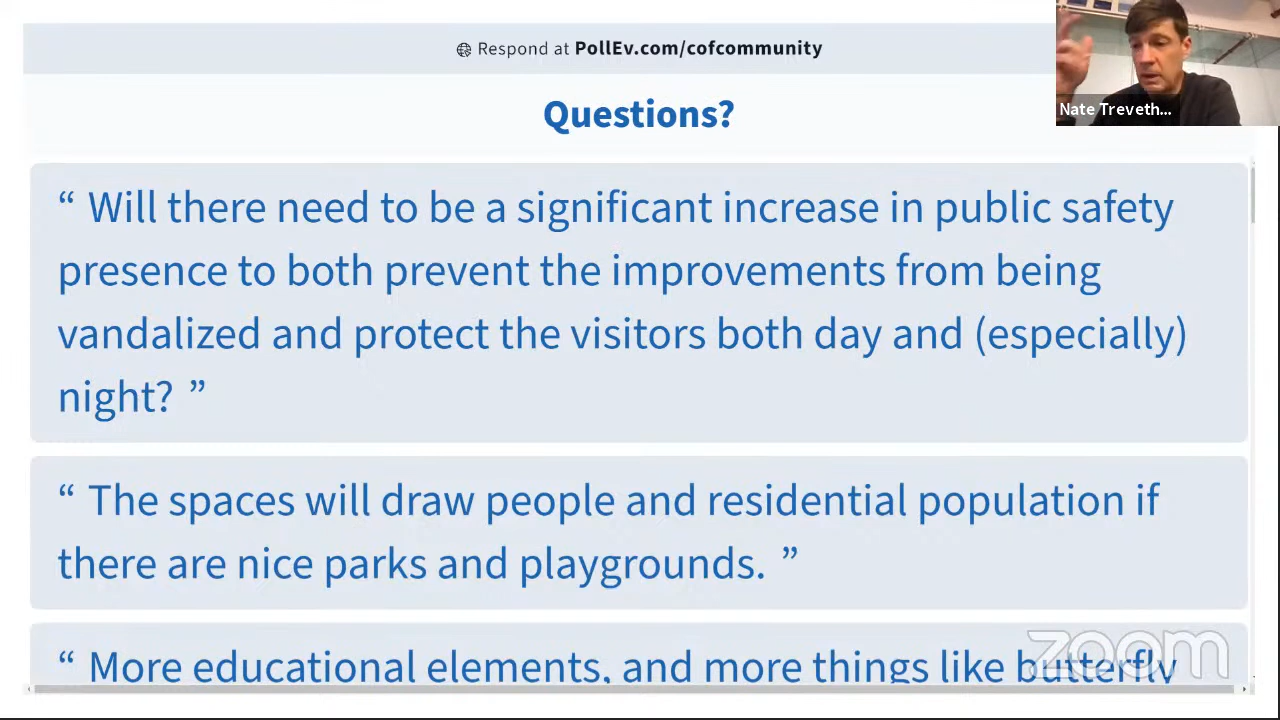 Respond at PollEv.com/cofcommunity
Nate Treveth...
Questions?
“ Will there need to be a significant increase in public safety
presence to both prevent the improvements from being
vandalized and protect the visitors both day and (especially)
night? ”
“ The spaces will draw people and residential population if
there are nice parks and playgrounds. ”
“ More educational elements, and more things like butterfly
zoom